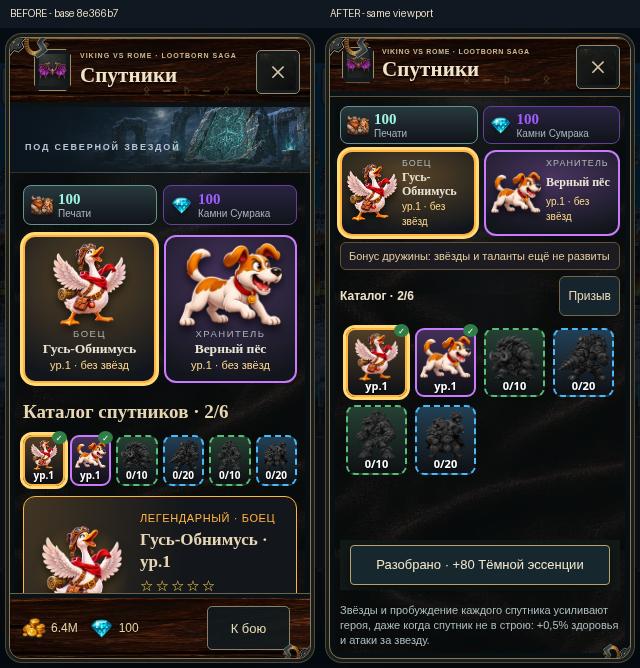 BEFORE · base 8e366b7
VIKING VS ROME · LOOTBORN SAGA
Спутники
ПОД СЕВЕРНОЙ ЗВЕЗДОЙ
100
Печати
100
Камни Сумрака
БОЕЦ
Гусь-Обнимусь
ур.1 · без звёзд
ХРАНИТЕЛЬ
Верный пёс
ур.1 · без звёзд
Каталог спутников · 2/6
ур.1
ур.1
0/10
0/20
0/10
0/20
ЛЕГЕНДАРНЫЙ · БОЕЦ
Гусь-Обнимусь ·
ур.1
☆☆☆☆☆
6.4M
100
К бою
AFTER · same viewport
VIKING VS ROME · LOOTBORN SAGA
Спутники
100
Печати
100
Камни Сумрака
БОЕЦ
Гусь-
Обнимусь
ур.1 · без
звёзд
ХРАНИТЕЛЬ
Верный пёс
ур.1 · без
звёзд
Бонус дружины: звёзды и таланты ещё не развиты
Каталог · 2/6
Призыв
ур.1
ур.1
0/10
0/20
0/10
0/20
Разобрано · +80 Тёмной эссенции
Звёзды и пробуждение каждого спутника усиливают
героя, даже когда спутник не в строю: +0,5% здоровья
и атаки за звезду.